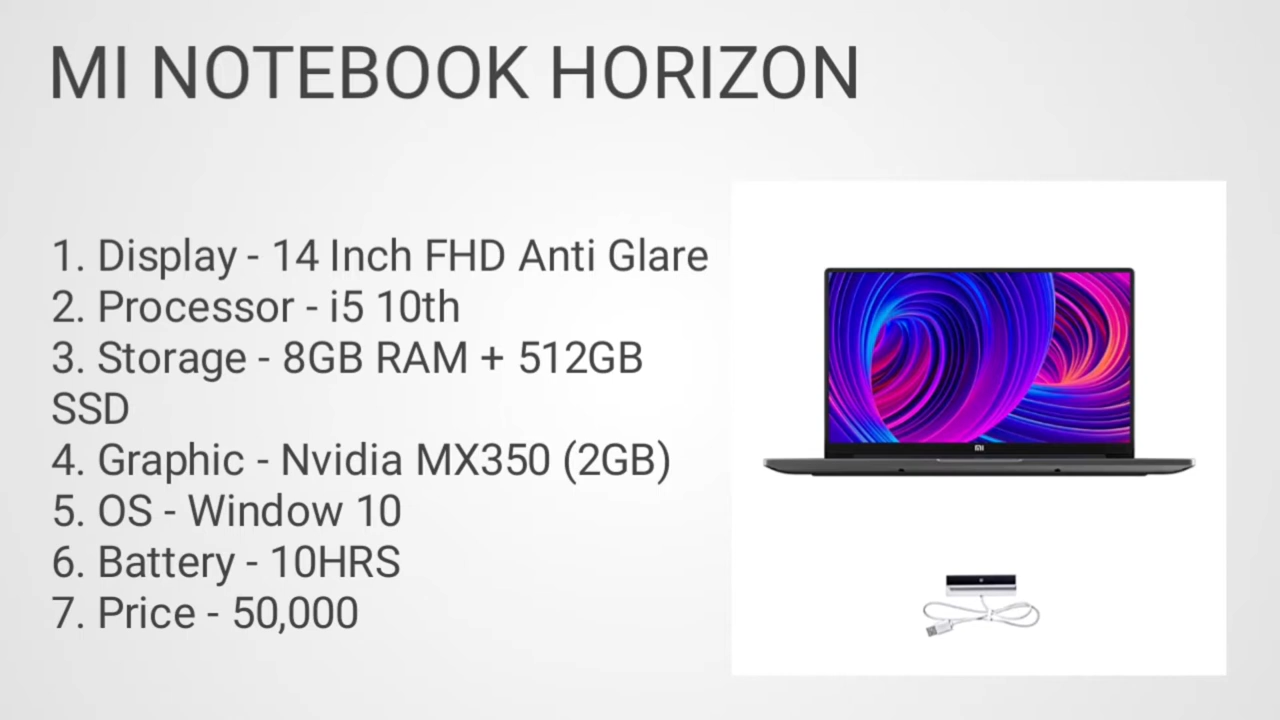 MI NOTEBOOK HORIZON
1. Display - 14 Inch FHD Anti Glare
2. Processor - i5 10th
3. Storage - 8GB RAM + 512GB
SSD
4. Graphic - Nvidia MX350 (2GB)
5. OS - Window 10
6. Battery - 10HRS
7. Price - 50,000
mi